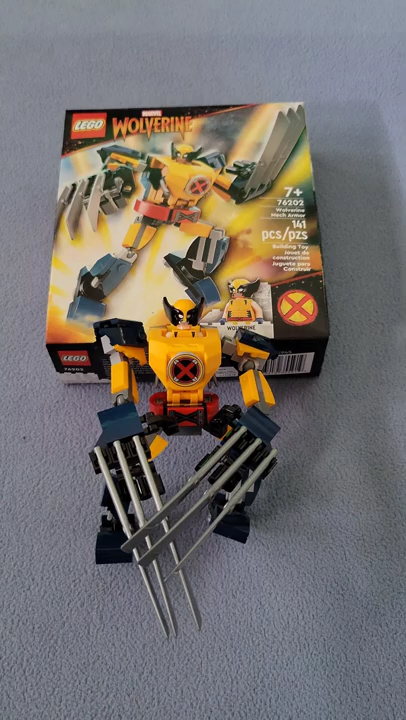 LEGO
MARVEL
WOLVERINE
7+
76202
Wolverine
Mech Armor
141
pcs/pzs
Building Toy
Jouet de
construction
Juguete para
Construir
WOLVERINE
LEGO
76202